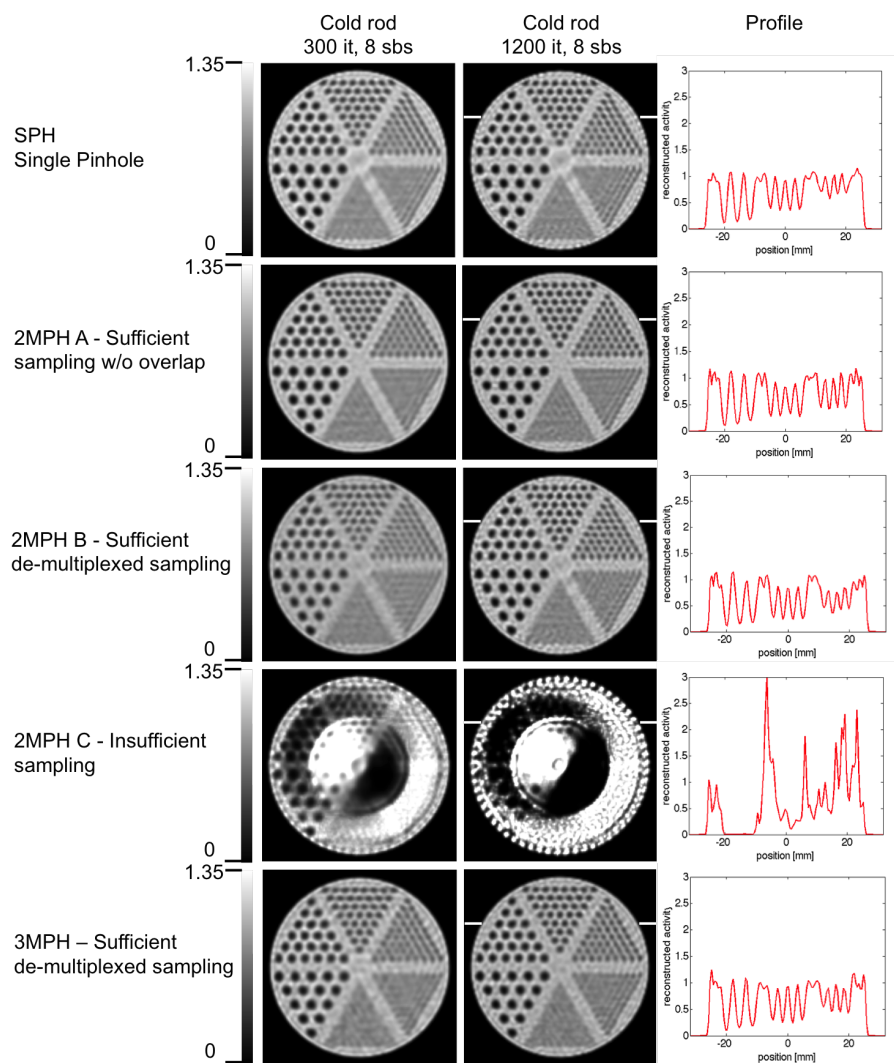 Cold rod
300 it, 8 sbs
Cold rod
1200 it, 8 sbs
Profile
1.35
SPH
Single Pinhole
0
3
2.5
2
1.5
1
0.5
0
-20
0
20
reconstructed activity
position [mm]
1.35
2MPH A - Sufficient
sampling w/o overlap
0
3
2.5
2
1.5
1
0.5
0
-20
0
20
reconstructed activity
position [mm]
1.35
2MPH B - Sufficient
de-multiplexed sampling
0
3
2.5
2
1.5
1
0.5
0
-20
0
20
reconstructed activity
position [mm]
1.35
2MPH C - Insufficient
sampling
0
3
2.5
2
1.5
1
0.5
0
-20
0
20
reconstructed activity
position [mm]
1.35
3MPH – Sufficient
de-multiplexed sampling
0
3
2.5
2
1.5
1
0.5
0
-20
0
20
reconstructed activity
position [mm]